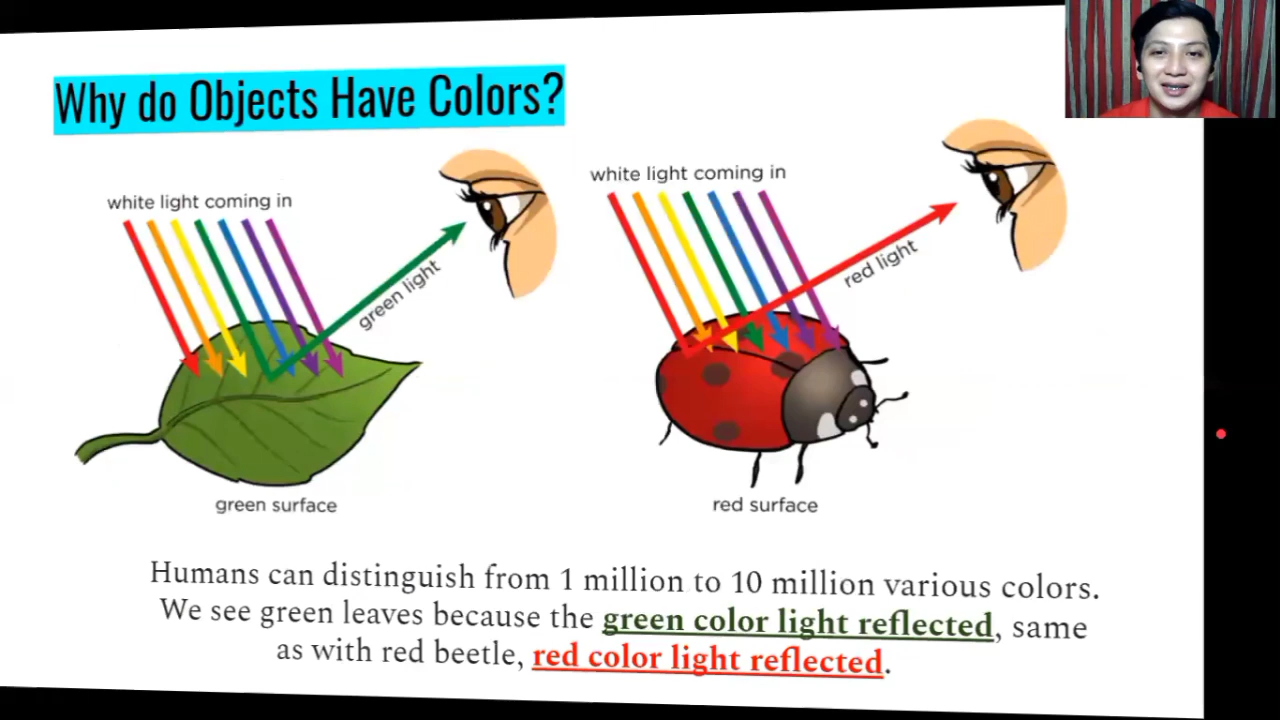 Why do Objects Have Colors?
white light coming in
green light
green surface
white light coming in
red light
red surface
Humans can distinguish from 1 million to 10 million various colors.
We see green leaves because the green color light reflected, same
as with red beetle, red color light reflected.